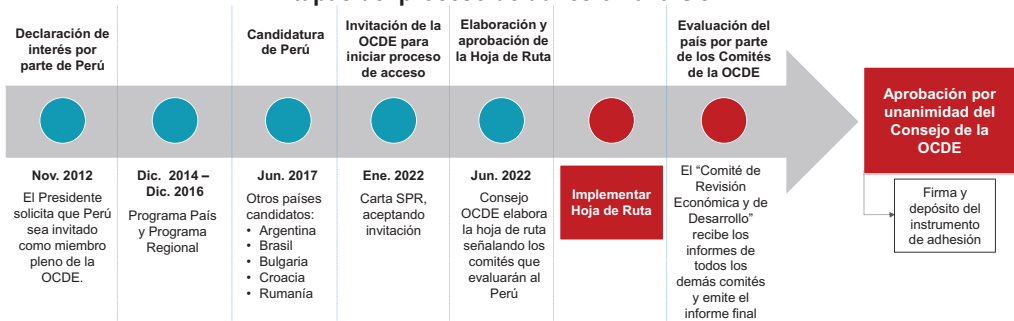 Declaración de
interés por
parte de Perú
Nov. 2012
El Presidente
solicita que Perú
sea invitado
como miembro
pleno de la
OCDE.
Dic. 2014 –
Dic. 2016
Programa País
y Programa
Regional
Candidatura
de Perú
Jun. 2017
Otros países
candidatos:
• Argentina
• Brasil
• Bulgaria
• Croacia
• Rumanía
Invitación de la
OCDE para
iniciar proceso
de acceso
Ene. 2022
Carta SPR,
aceptando
invitación
Elaboración y
aprobación de
la Hoja de Ruta
Jun. 2022
Consejo
OCDE elabora
la hoja de ruta
señalando los
comités que
evaluarán al
Perú
Implementar
Hoja de Ruta
Evaluación del
país por parte
de los Comités
de la OCDE
El “Comité de
Revisión
Económica y de
Desarrollo”
recibe los
informes de
todos los
demás comités
y emite el
informe final
Aprobación por
unanimidad del
Consejo de la
OCDE
Firma y
depósito del
instrumento
de adhesión